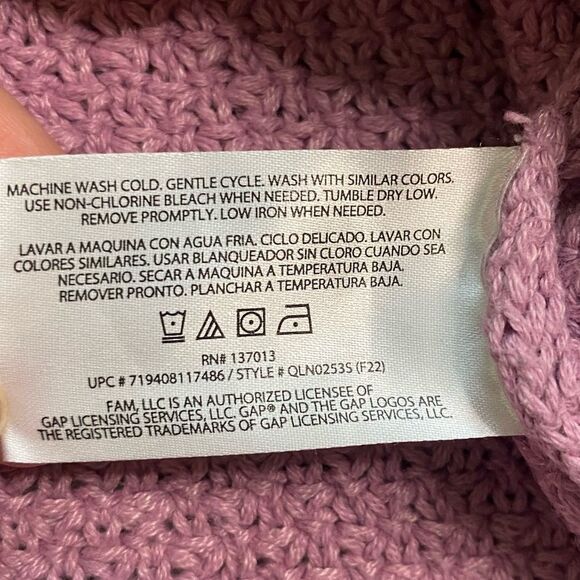 MACHINE WASH COLD. GENTLE CYCLE. WASH WITH SIMILAR COLORS.
USE NON-CHLORINE BLEACH WHEN NEEDED. TUMBLE DRY LOW.
REMOVE PROMPTLY. LOW IRON WHEN NEEDED.
LAVAR A MAQUINA CON AGUA FRIA. CICLO DELICADO. LAVAR CON
COLORES SIMILARES. USAR BLANQUEADOR SIN CLORO CUANDO SEA
NECESARIO. SECAR A MAQUINA A TEMPERATURA BAJA.
REMOVER PRONTO. PLANCHAR A TEMPERATURA BAJA.
RN# 137013
UPC # 719408117486 / STYLE # QLN0253S (F22)
FAM, LLC IS AN AUTHORIZED LICENSEE OF
GAP LICENSING SERVICES, LLC. GAP® AND THE GAP LOGOS ARE
THE REGISTERED TRADEMARKS OF GAP LICENSING SERVICES, LLC.